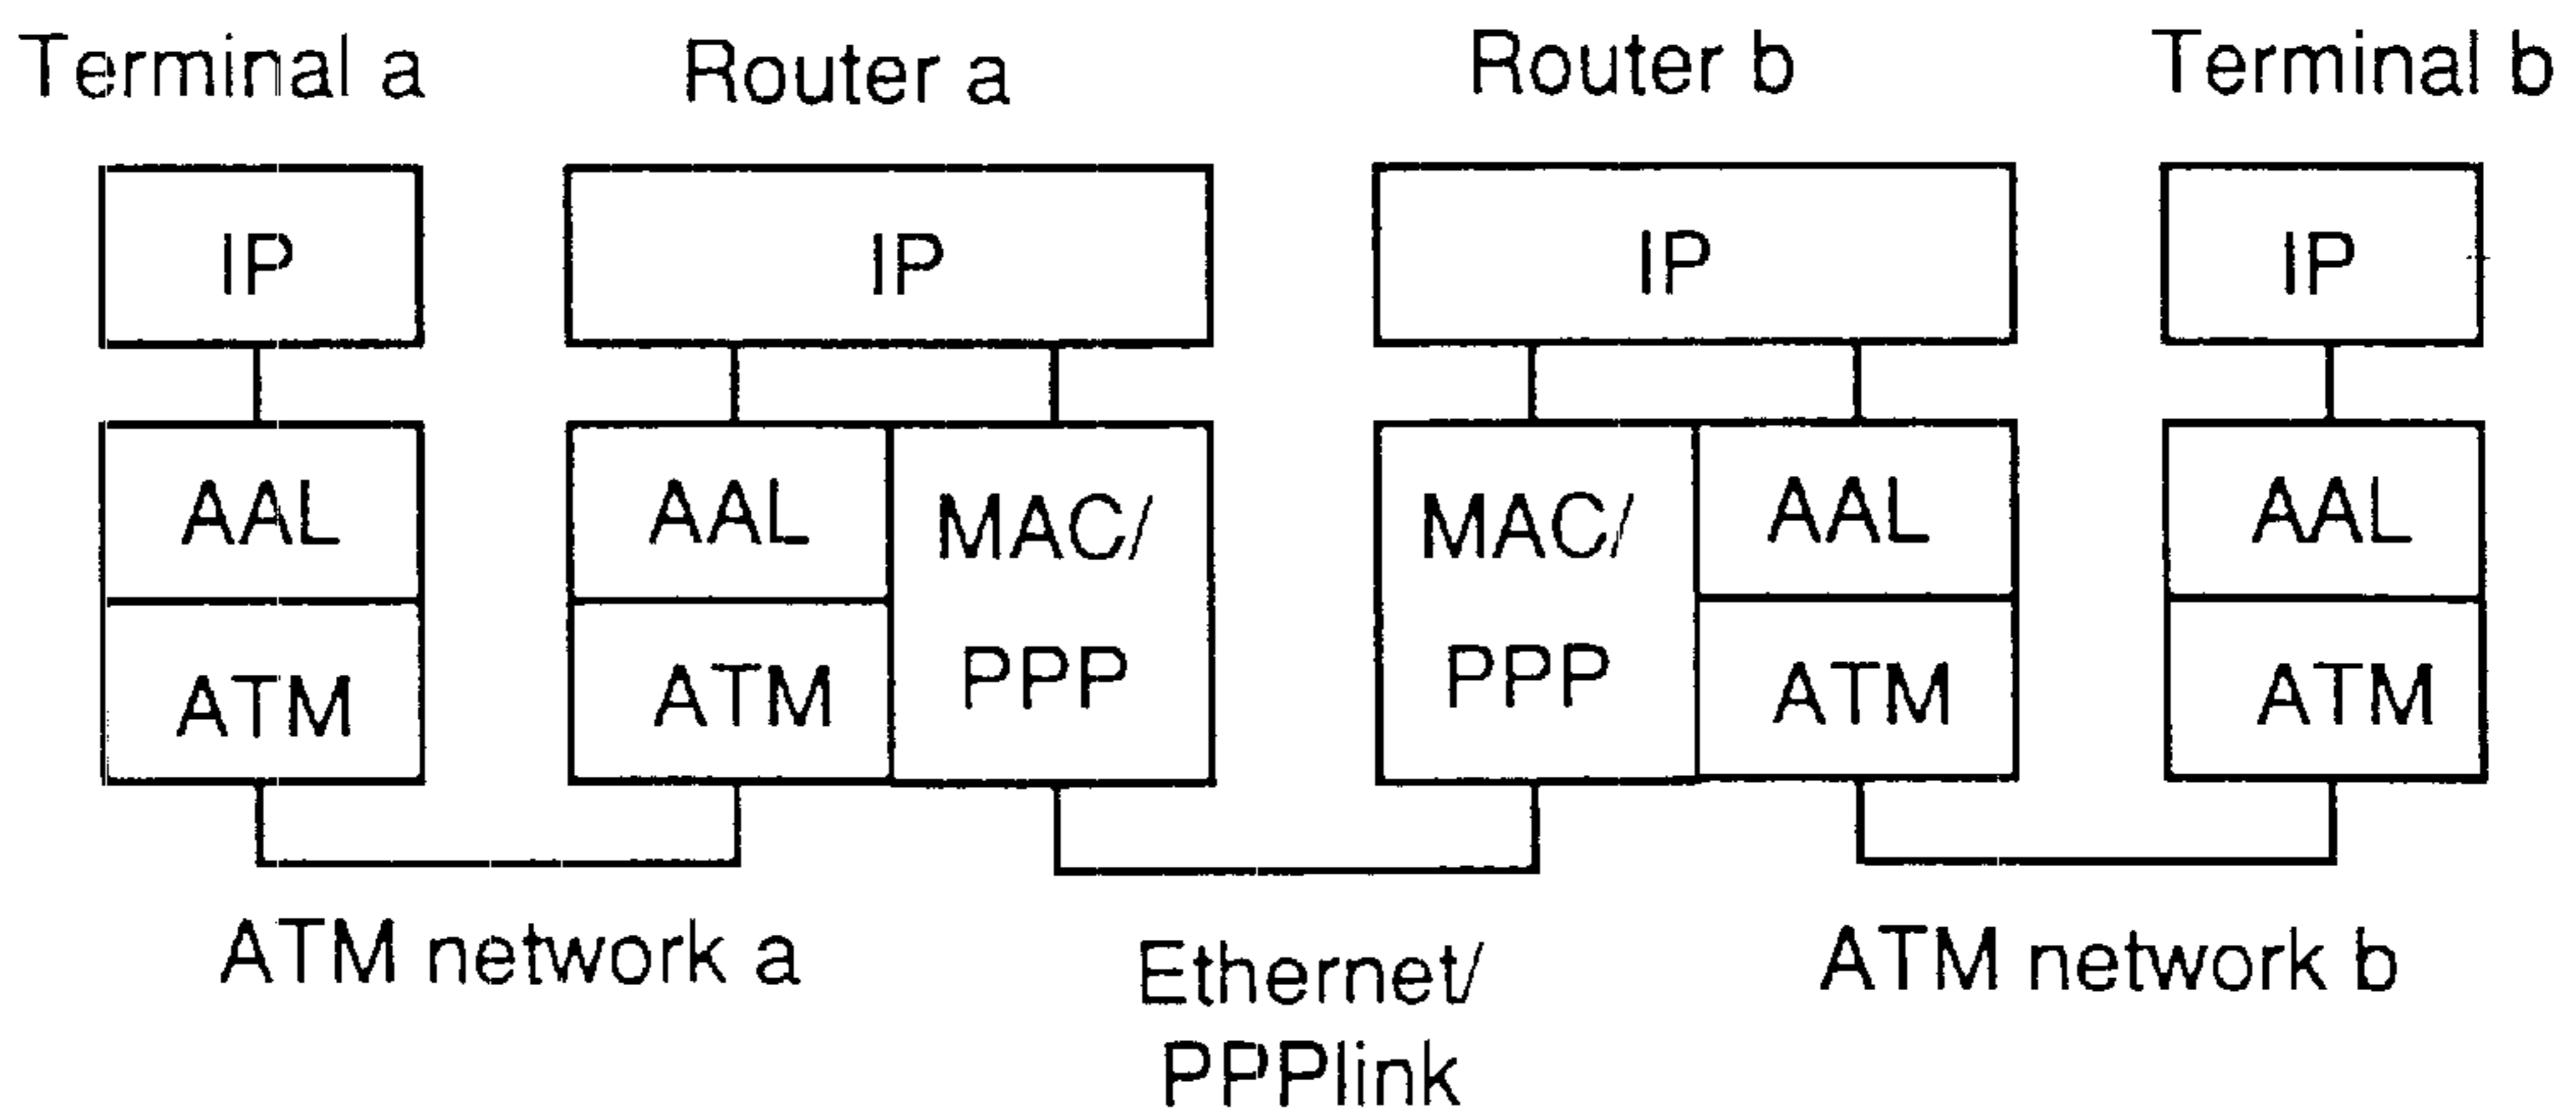 Terminal a
Router a
Router b
Terminal b
IP
IP
IP
IP
AAL
AAL
MAC/
PPP
MAC/
PPP
AAL
AAL
ATM
ATM
ATM
ATM
ATM network a
Ethernet/
PPPlink
ATM network b